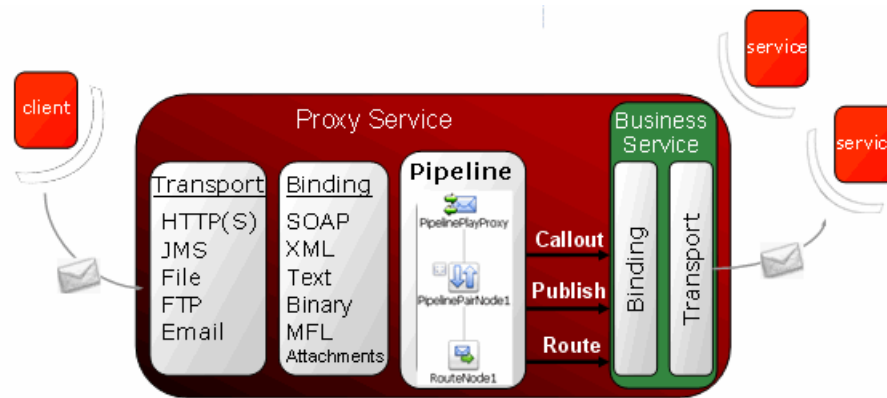 client
service
service
Proxy Service
Business
Service
Transport
HTTP(S)
JMS
File
FTP
Email
Binding
SOAP
XML
Text
Binary
MFL
Attachments
Pipeline
PipelinePlayProxy
PipelinePairNode1
RouteNode1
Callout
Publish
Route
Binding
Transport